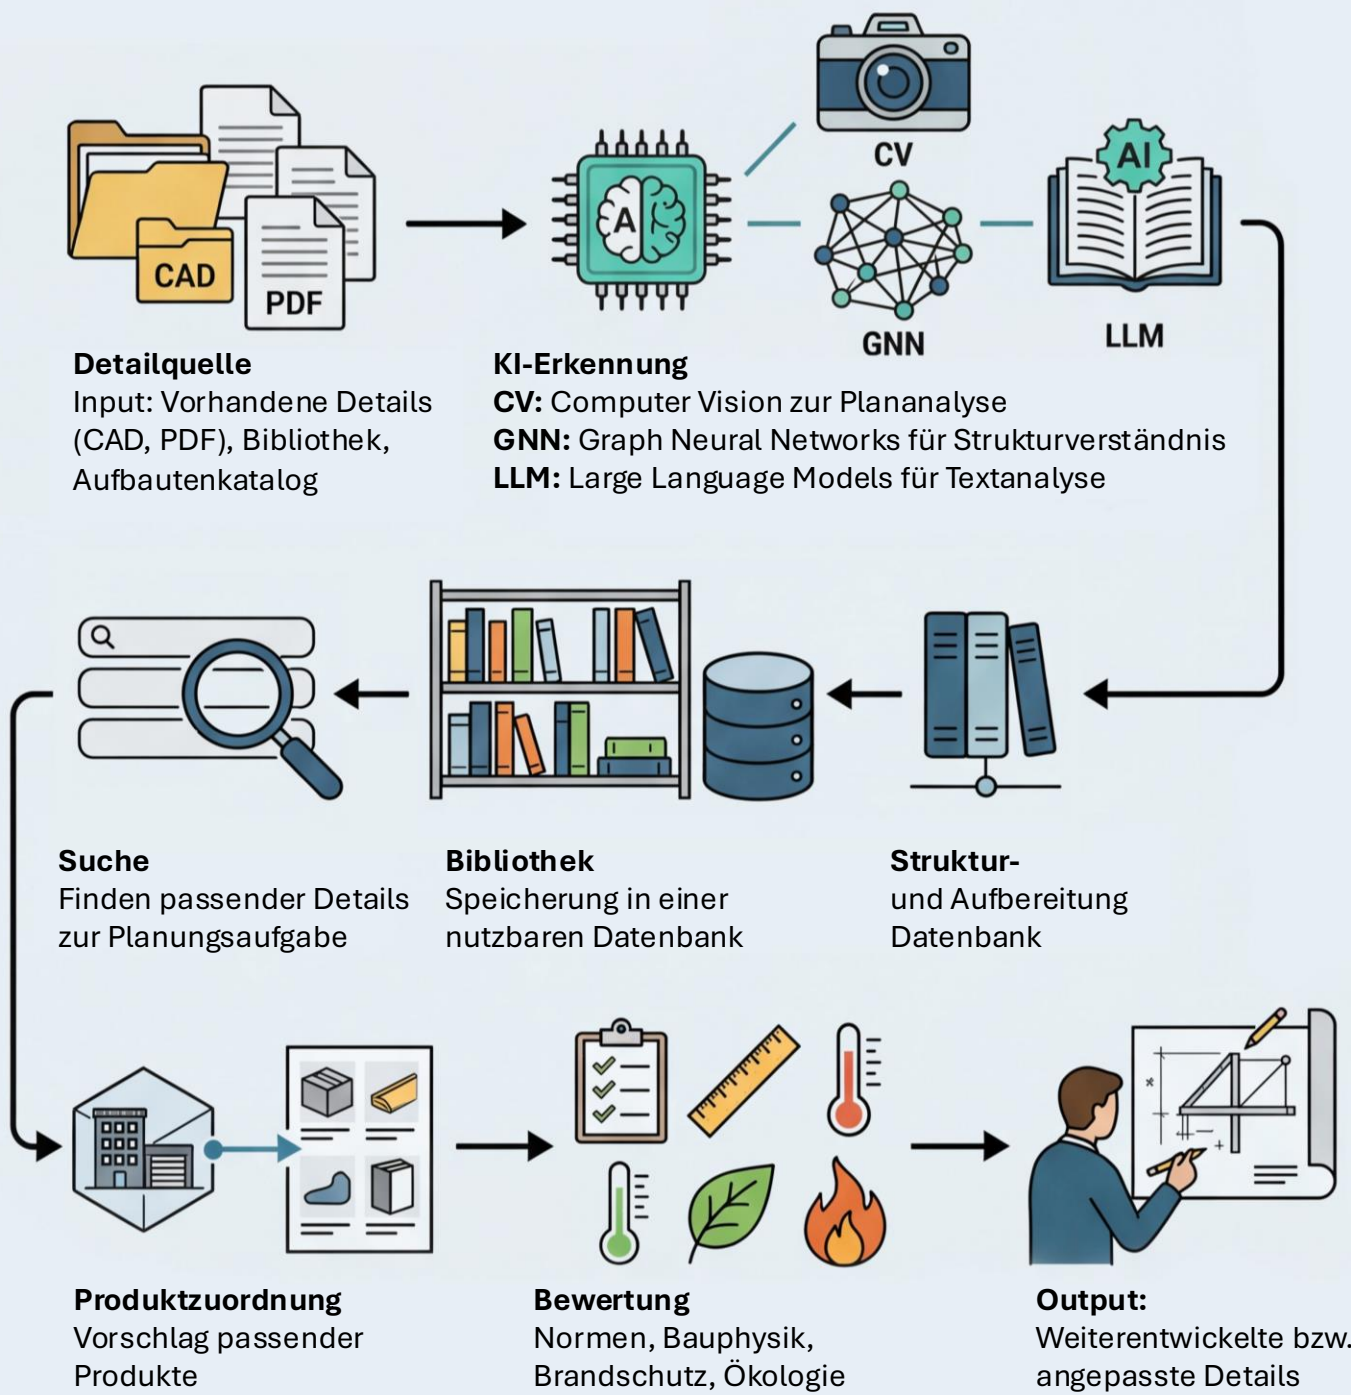 CV
AI
A
CAD
PDF
GNN
LLM
Detailquelle
Input: Vorhandene Details
(CAD, PDF), Bibliothek,
Aufbautenkatalog
KI-Erkennung
CV: Computer Vision zur Plananalyse
GNN: Graph Neural Networks für Strukturverständnis
LLM: Large Language Models für Textanalyse
Suche
Finden passender Details
zur Planungsaufgabe
Bibliothek
Speicherung in einer
nutzbaren Datenbank
Struktur-
und Aufbereitung
Datenbank
Produktzuordnung
Vorschlag passender
Produkte
Bewertung
Normen, Bauphysik,
Brandschutz, Ökologie
Output:
Weiterentwickelte bzw.
angepasste Details